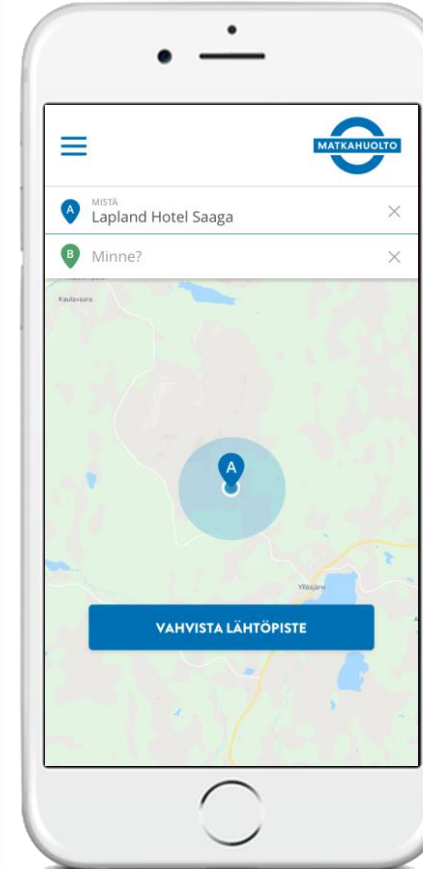 MATKAHUOLTO
A
MISTÄ
Lapland Hotel Saaga
B
Minne?
Kaulavaara
A
Ylläsjärvi
VAHVISTA LÄHTÖPISTE